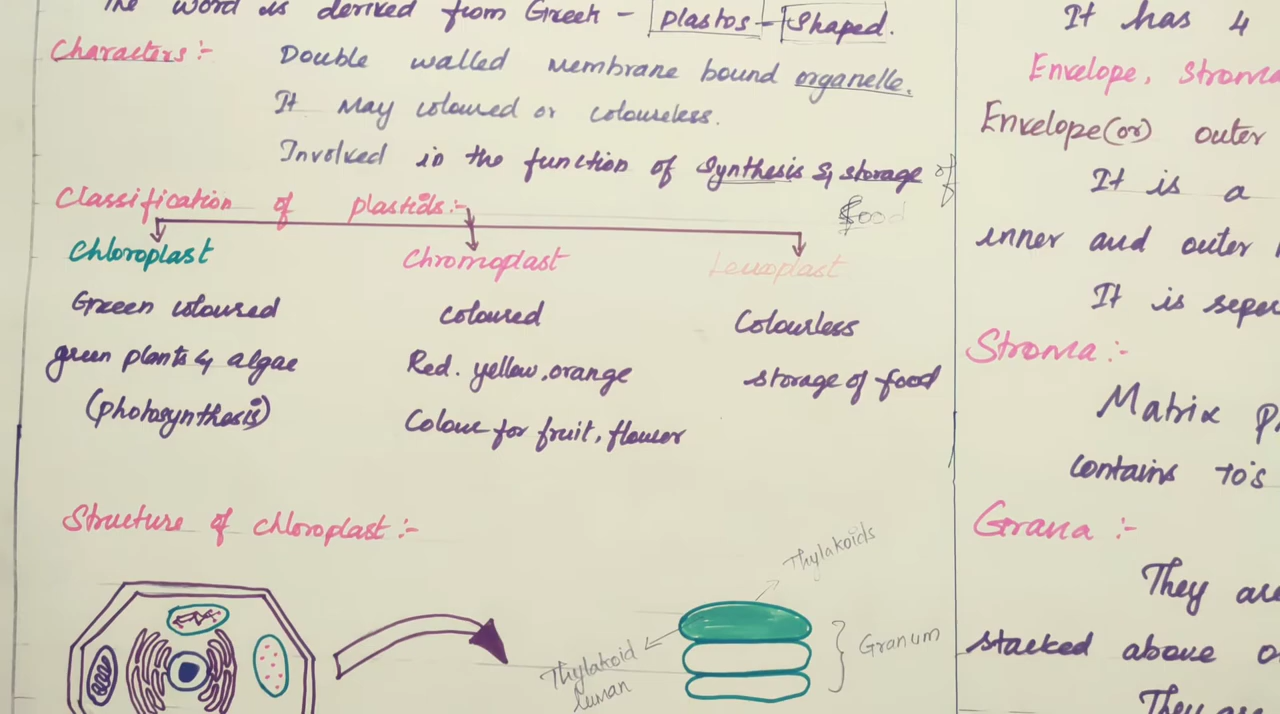 The word is derived from Greek - Plastos - Shaped.
Characters :-
Double walled membrane bound organelle.
It may coloured or colourless.
Involved in the function of Synthesis & storage of
food
Classification of plastids:-
Chloroplast
Green coloured
green plants & algae
(photosynthesis)
Chromoplast
coloured
Red. yellow, orange
Colour for fruit, flower
Leucoplast
Colourless
storage of food
Structure of chloroplast :-
Thylakoids
Thylakoid
lumen
Granum
It has 4
Envelope, Stroma
Envelope(or) outer
It is a
inner and outer
It is
Stroma :-
Matrix
contains 70's
Grana :-
They are
stacked above
They are